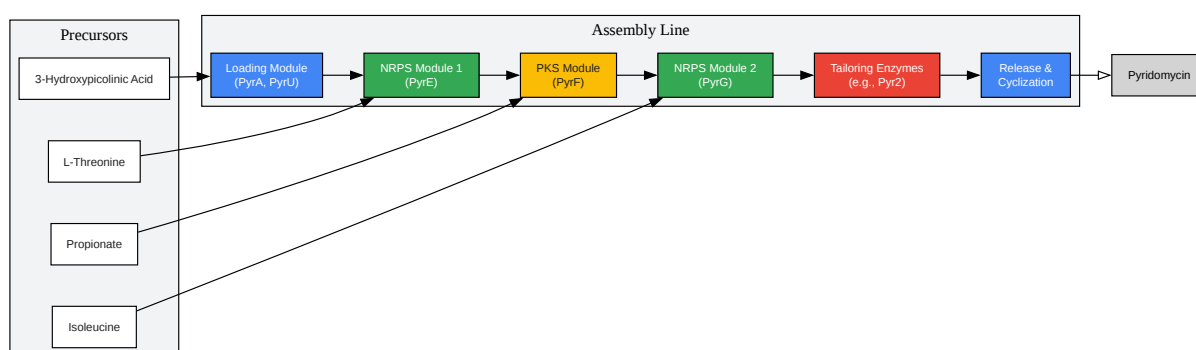 Precursors
3-Hydroxypicolinic Acid
L-Threonine
Propionate
Isoleucine
Assembly Line
Loading Module
(PyrA, PyrU)
NRPS Module 1
(PyrE)
PKS Module
(PyrF)
NRPS Module 2
(PyrG)
Tailoring Enzymes
(e.g., Pyr2)
Release &
Cyclization
Pyridomycin